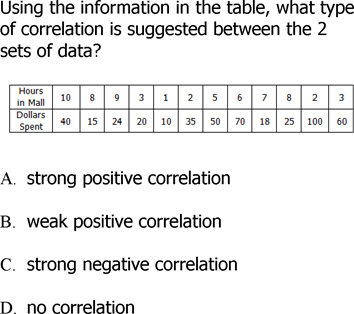 Using the information in the table, what type
of correlation is suggested between the 2
sets of data?
Hours
in Mall 10 8 9 3 1 2 5 6 7 8 2 3
Dollars
Spent 40 15 24 20 10 35 50 70 18 25 100 60
A. strong positive correlation
B. weak positive correlation
C. strong negative correlation
D. no correlation